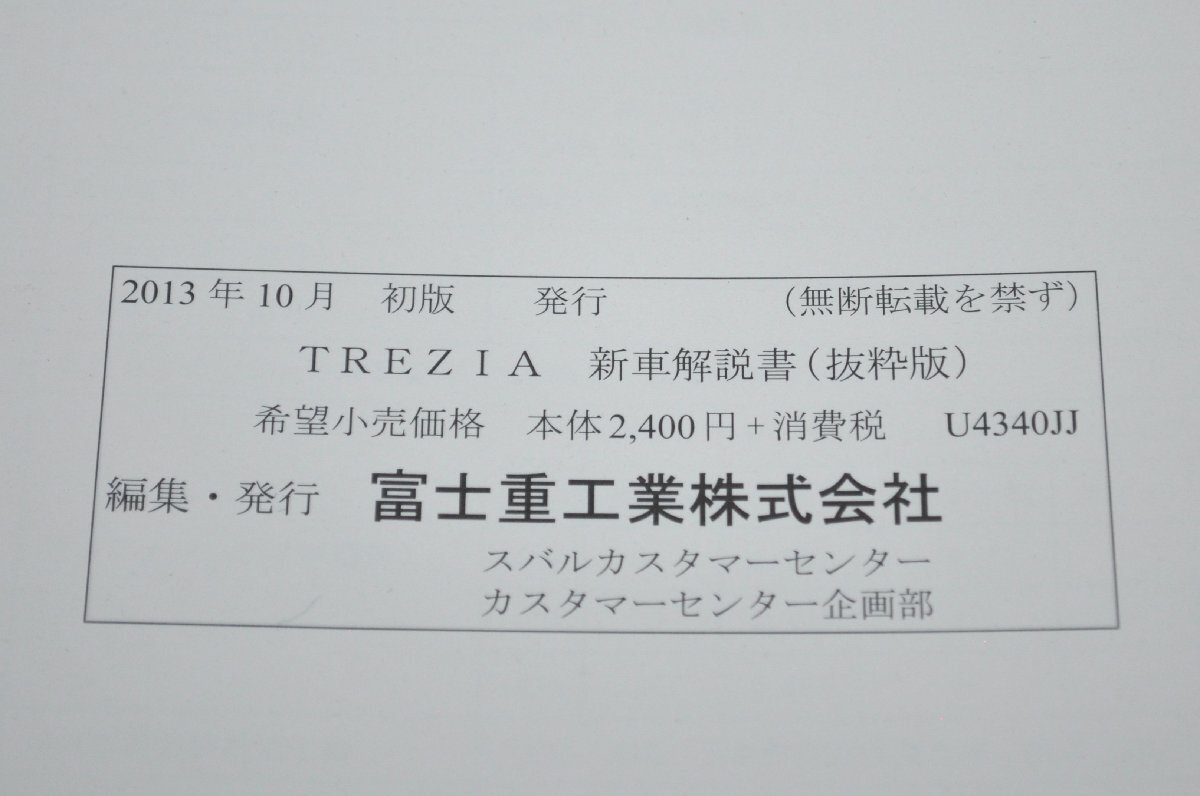 2013 年 10 月 初版 発行 (無断転載を禁ず)
ＴＲＥＺＩＡ 新車解説書(抜粋版)
希望小売価格 本体 2,400 円 + 消費税 U4340JJ
編集・発行 富士重工業株式会社
スバルカスタマーセンター
カスタマーセンター企画部